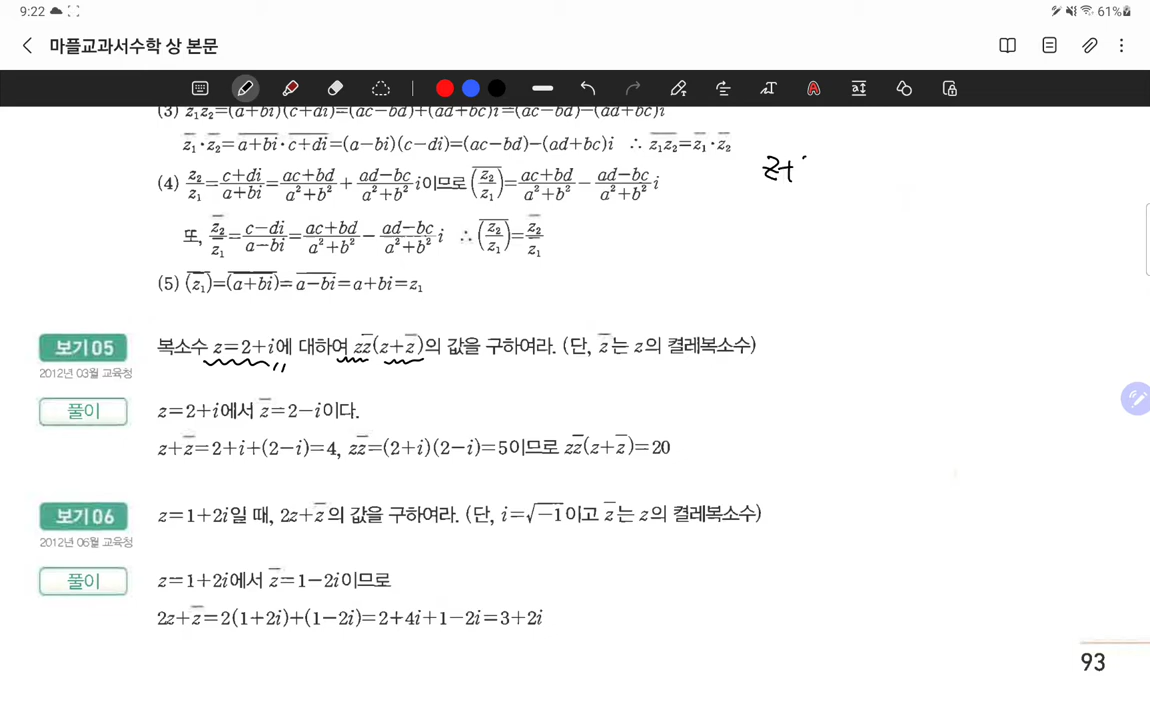 9:22 61%
마플교과서수학 상 본문
(3) z₁z₂=(a+bi)(c+di)=(ac−bd)+(ad+bc)i=(ac−bd)−(ad+bc)i
z̅₁·z̅₂=a+bi·c+di=(a−bi)(c−di)=(ac−bd)−(ad+bc)i ∴ z₁z₂=z̅₁·z̅₂
z+
(4) z₂/z₁=(c+di)/(a+bi)=(ac+bd)/(a²+b²)+(ad−bc)/(a²+b²)i이므로 (z₂/z₁)=(ac+bd)/(a²+b²)−(ad−bc)/(a²+b²)i
또, z̅₂/z̅₁=(c−di)/(a−bi)=(ac+bd)/(a²+b²)−(ad−bc)/(a²+b²)i ∴ (z₂/z₁)=z̅₂/z̅₁
(5) (z̅₁)=(a+bi)=a−bi=a+bi=z₁
보기 05 복소수 z=2+i에 대하여 zz̅(z+z̅)의 값을 구하여라. (단, z̅는 z의 켤레복소수)
2012년 03월 교육청
풀이 z=2+i에서 z̅=2−i이다.
z+z̅=2+i+(2−i)=4, zz̅=(2+i)(2−i)=5이므로 zz̅(z+z̅)=20
보기 06 z=1+2i일 때, 2z+z̅의 값을 구하여라. (단, i=√−1이고 z̅는 z의 켤레복소수)
2012년 06월 교육청
풀이 z=1+2i에서 z̅=1−2i이므로
2z+z̅=2(1+2i)+(1−2i)=2+4i+1−2i=3+2i
93